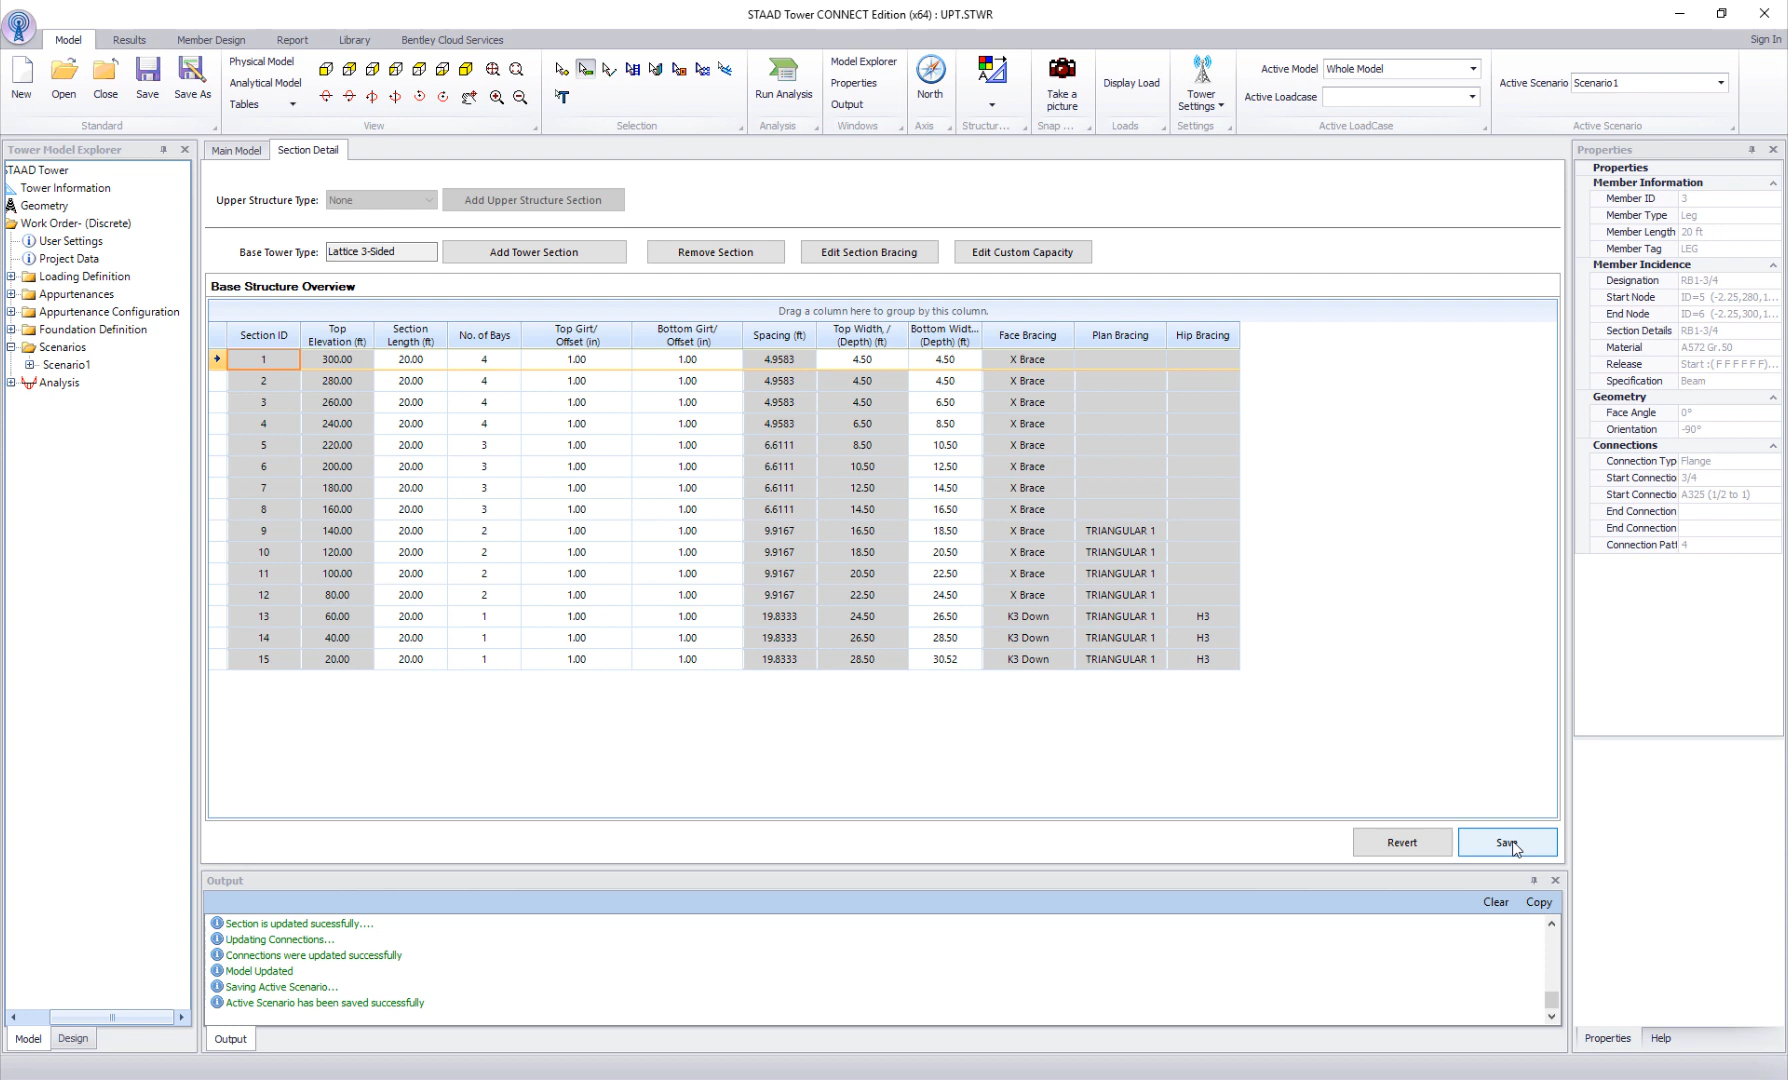 STAAD Tower CONNECT Edition (x64) : UPT.STWR
Model Results Member Design Report Library Bentley Cloud Services Sign In
New Open Close Save Save As
Standard
Physical Model
Analytical Model
Tables
View
Selection
Run Analysis
Analysis
Model Explorer
Properties
Output
Windows
North
Axis
Structur...
Take a picture
Snap ...
Display Load
Loads
Tower Settings
Settings
Active Model Whole Model
Active Loadcase
Active LoadCase
Active Scenario Scenario1
Active Scenario
Tower Model Explorer
STAAD Tower
Tower Information
Geometry
Work Order- (Discrete)
User Settings
Project Data
Loading Definition
Appurtenances
Appurtenance Configuration
Foundation Definition
Scenarios
Scenario1
Analysis
Model Design
Main Model Section Detail
Upper Structure Type: None Add Upper Structure Section
Base Tower Type: Lattice 3-Sided Add Tower Section Remove Section Edit Section Bracing Edit Custom Capacity
Base Structure Overview
Drag a column here to group by this column.
Section ID Top Elevation (ft) Section Length (ft) No. of Bays Top Girt/ Offset (in) Bottom Girt/ Offset (in) Spacing (ft) Top Width, / (Depth) (ft) Bottom Widt... (Depth) (ft) Face Bracing Plan Bracing Hip Bracing
1 300.00 20.00 4 1.00 1.00 4.9583 4.50 4.50 X Brace
2 280.00 20.00 4 1.00 1.00 4.9583 4.50 4.50 X Brace
3 260.00 20.00 4 1.00 1.00 4.9583 4.50 6.50 X Brace
4 240.00 20.00 4 1.00 1.00 4.9583 6.50 8.50 X Brace
5 220.00 20.00 3 1.00 1.00 6.6111 8.50 10.50 X Brace
6 200.00 20.00 3 1.00 1.00 6.6111 10.50 12.50 X Brace
7 180.00 20.00 3 1.00 1.00 6.6111 12.50 14.50 X Brace
8 160.00 20.00 3 1.00 1.00 6.6111 14.50 16.50 X Brace
9 140.00 20.00 2 1.00 1.00 9.9167 16.50 18.50 X Brace TRIANGULAR 1
10 120.00 20.00 2 1.00 1.00 9.9167 18.50 20.50 X Brace TRIANGULAR 1
11 100.00 20.00 2 1.00 1.00 9.9167 20.50 22.50 X Brace TRIANGULAR 1
12 80.00 20.00 2 1.00 1.00 9.9167 22.50 24.50 X Brace TRIANGULAR 1
13 60.00 20.00 1 1.00 1.00 19.8333 24.50 26.50 K3 Down TRIANGULAR 1 H3
14 40.00 20.00 1 1.00 1.00 19.8333 26.50 28.50 K3 Down TRIANGULAR 1 H3
15 20.00 20.00 1 1.00 1.00 19.8333 28.50 30.52 K3 Down TRIANGULAR 1 H3
Revert Save
Output
Clear Copy
Section is updated sucessfully....
Updating Connections...
Connections were updated successfully
Model Updated
Saving Active Scenario...
Active Scenario has been saved successfully
Output
Properties
Properties
Member Information
Member ID 3
Member Type Leg
Member Length 20 ft
Member Tag LEG
Member Incidence
Designation RB1-3/4
Start Node ID=5 (-2.25,280,1...
End Node ID=6 (-2.25,300,1...
Section Details RB1-3/4
Material A572 Gr.50
Release Start :( F F F F F F)...
Specification Beam
Geometry
Face Angle 0°
Orientation -90°
Connections
Connection Typ Flange
Start Connectio 3/4
Start Connectio A325 (1/2 to 1)
End Connection
End Connection
Connection Patt 4
Properties Help